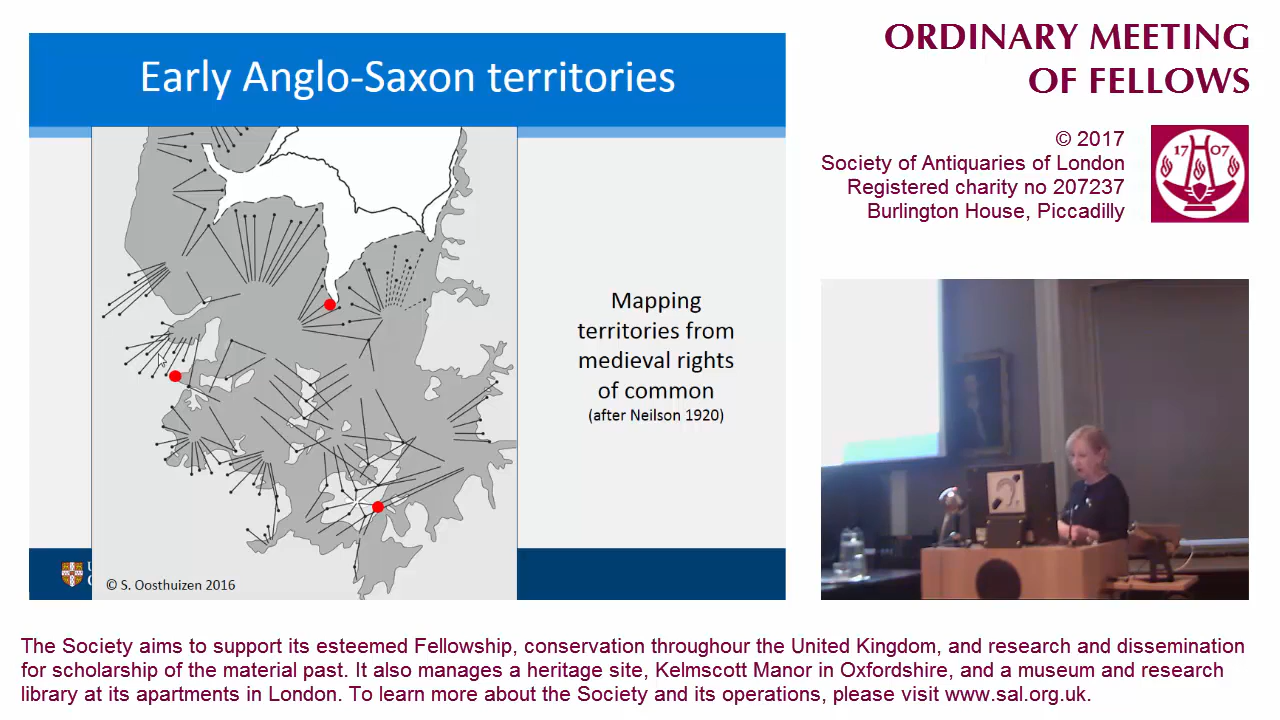 Early Anglo-Saxon territories
Mapping
territories from
medieval rights
of common
(after Neilson 1920)
© S. Oosthuizen 2016
ORDINARY MEETING
OF FELLOWS
© 2017
Society of Antiquaries of London
Registered charity no 207237
Burlington House, Piccadilly
17 07
The Society aims to support its esteemed Fellowship, conservation throughour the United Kingdom, and research and dissemination
for scholarship of the material past. It also manages a heritage site, Kelmscott Manor in Oxfordshire, and a museum and research
library at its apartments in London. To learn more about the Society and its operations, please visit www.sal.org.uk.